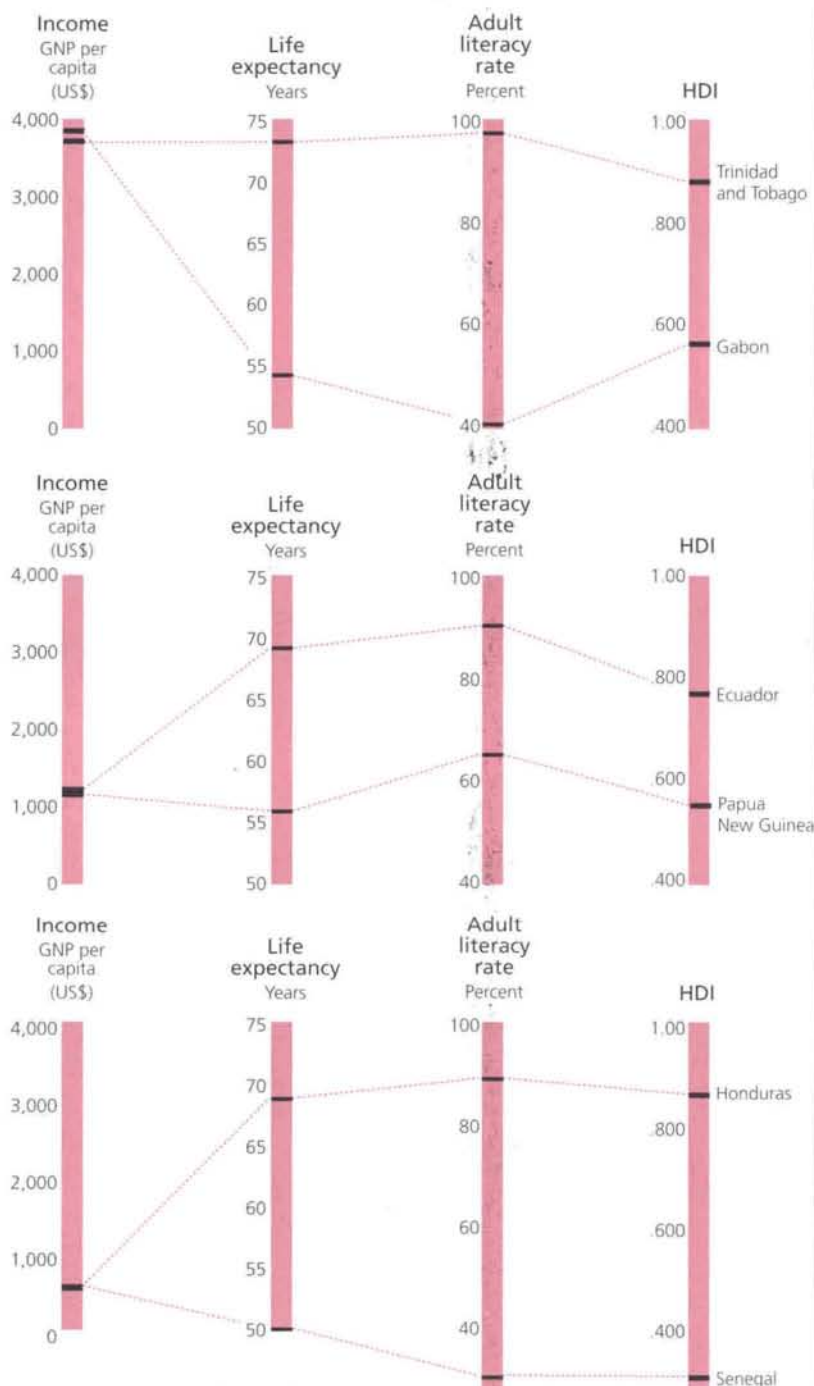 Income
GNP per
capita
(US$)
Life
expectancy
Years
Adult
literacy
rate
Percent
HDI
4,000
3,000
2,000
1,000
0
75
70
65
60
55
50
100
80
60
40
1.00
.800
.600
.400
Trinidad
and Tobago
Gabon
Income
GNP per
capita
(US$)
Life
expectancy
Years
Adult
literacy
rate
Percent
HDI
4,000
3,000
2,000
1,000
0
75
70
65
60
55
50
100
80
60
40
1.00
.800
.600
.400
Ecuador
Papua
New Guinea
Income
GNP per
capita
(US$)
Life
expectancy
Years
Adult
literacy
rate
Percent
HDI
4,000
3,000
2,000
1,000
0
75
70
65
60
55
50
100
80
60
40
1.00
.800
.600
.400
Honduras
Senegal